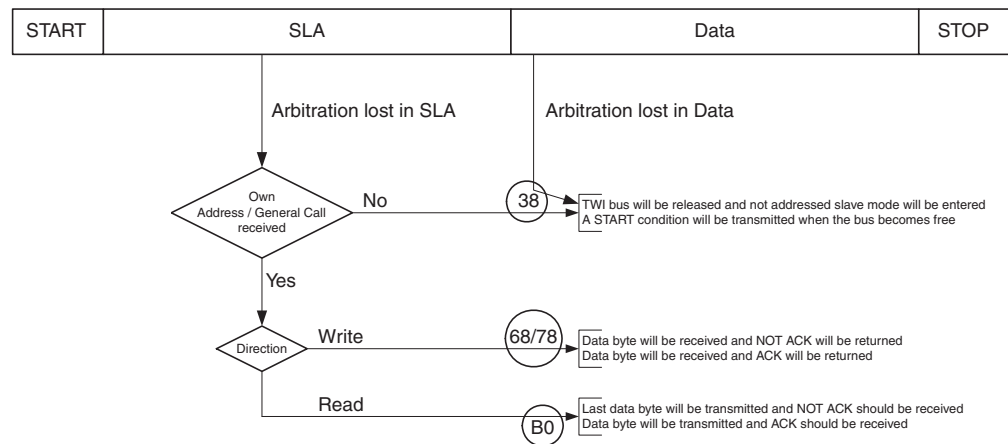 START SLA Data STOP
Arbitration lost in SLA Arbitration lost in Data
Own
Address / General Call
received
No
38
TWI bus will be released and not addressed slave mode will be entered
A START condition will be transmitted when the bus becomes free
Yes
Direction
Write
68/78
Data byte will be received and NOT ACK will be returned
Data byte will be received and ACK will be returned
Read
B0
Last data byte will be transmitted and NOT ACK should be received
Data byte will be transmitted and ACK should be received